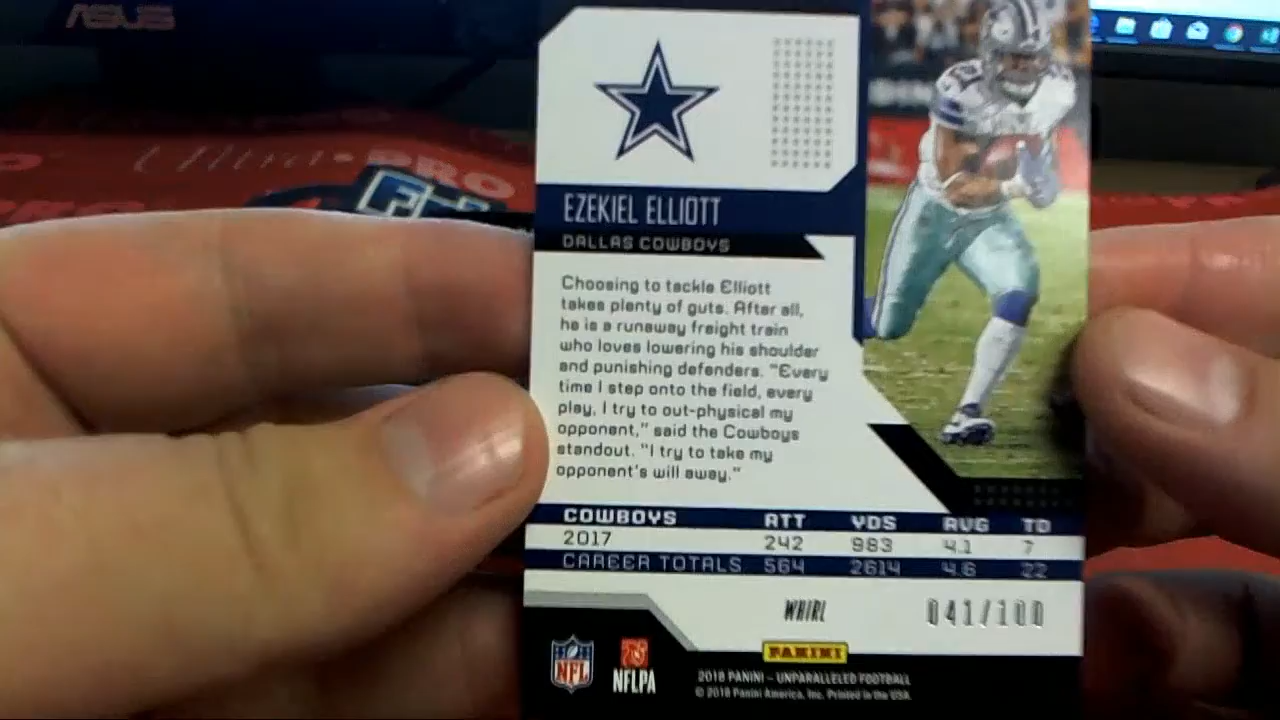 ASUS
Ultra PRO
EZEKIEL ELLIOTT
DALLAS COWBOYS
Choosing to tackle Elliott
takes plenty of guts. After all,
he is a runaway freight train
who loves lowering his shoulder
and punishing defenders. "Every
time I step onto the field, every
play, I try to out-physical my
opponent," said the Cowboys
standout. "I try to take my
opponent's will away."
COWBOYS ATT YDS AVG TD
2017 242 983 4.1 7
CAREER TOTALS 564 2614 4.6 22
WHIRL 041/100
PANINI
NFL NFLPA
2018 PANINI - UNPARALLELED FOOTBALL
© 2018 Panini America, Inc. Printed in the USA.